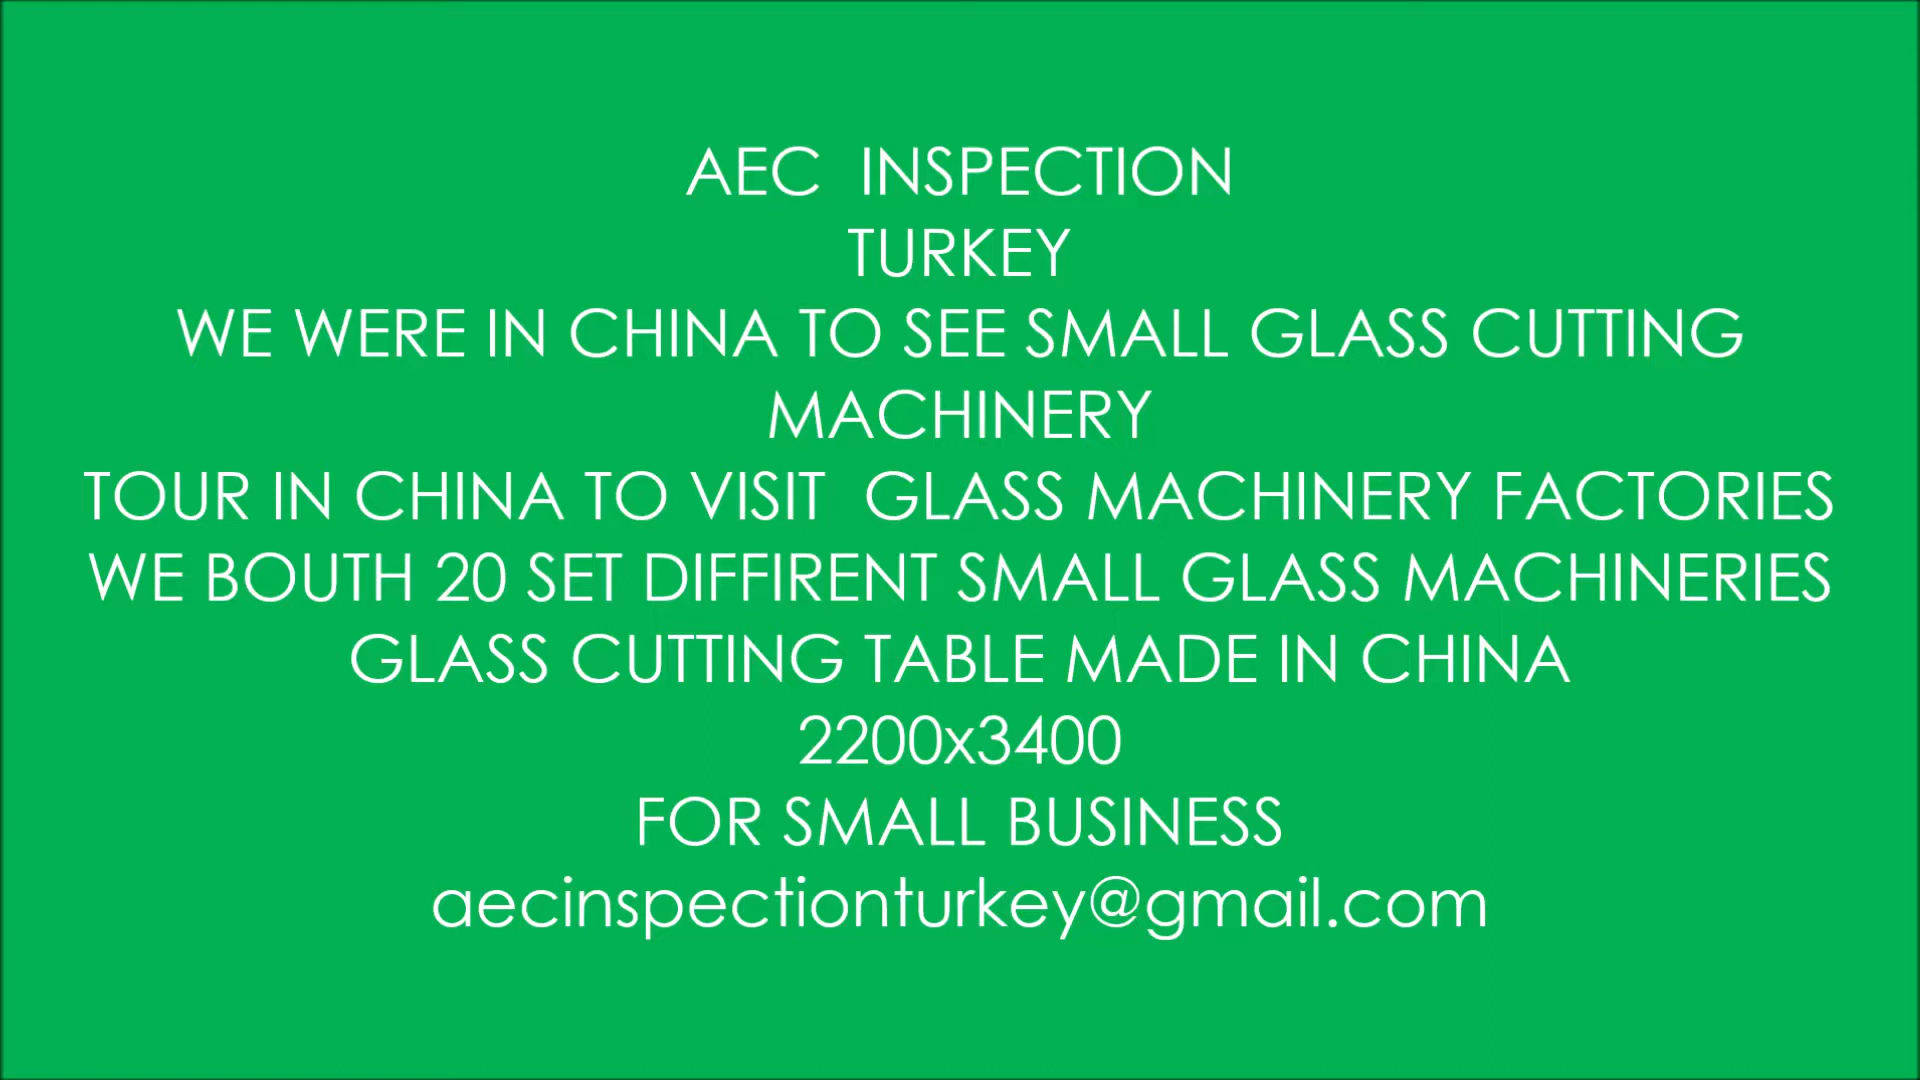 AEC  INSPECTION
TURKEY
WE WERE IN CHINA TO SEE SMALL GLASS CUTTING
MACHINERY
TOUR IN CHINA TO VISIT  GLASS MACHINERY FACTORIES
WE BOUTH 20 SET DIFFIRENT SMALL GLASS MACHINERIES
GLASS CUTTING TABLE MADE IN CHINA
2200x3400
FOR SMALL BUSINESS
aecinspectionturkey@gmail.com